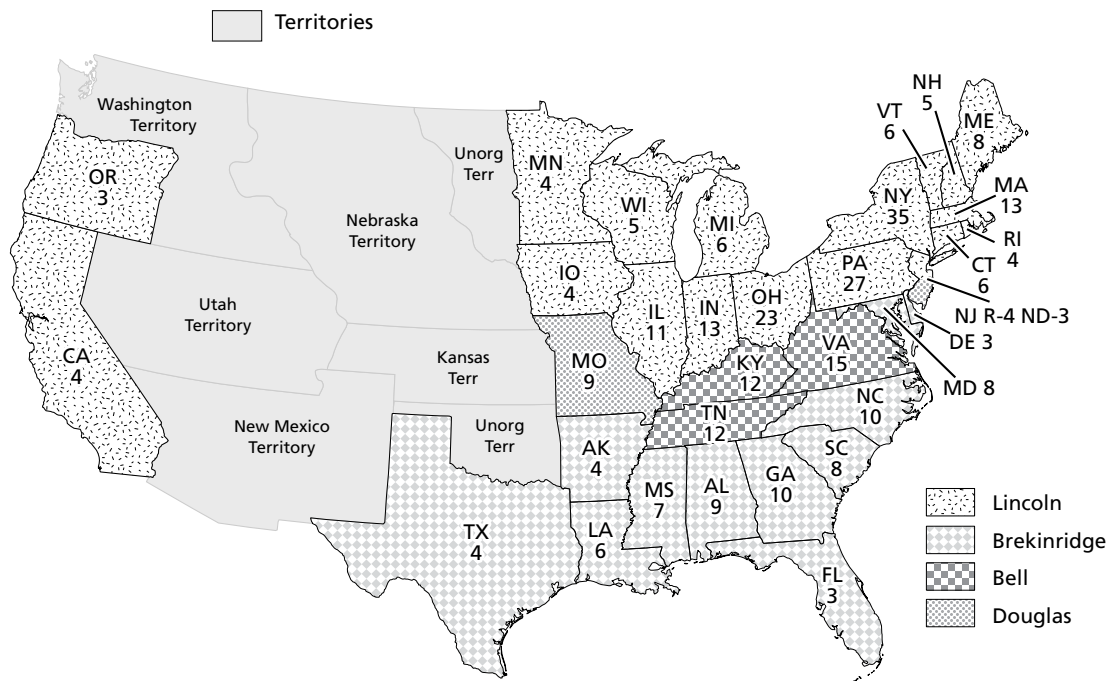 Territories
Washington
Territory
Unorg
Terr
Nebraska
Territory
Utah
Territory
Kansas
Terr
New Mexico
Territory
Unorg
Terr
OR
3
CA
4
MN
4
WI
5
MI
6
IO
4
IL
11
IN
13
OH
23
MO
9
PA
27
NY
35
VT
6
NH
5
ME
8
MA
13
RI
4
CT
6
NJ R-4 ND-3
DE 3
MD 8
VA
15
KY
12
TN
12
NC
10
SC
8
GA
10
AL
9
MS
7
AK
4
LA
6
TX
4
FL
3
Lincoln
Brekinridge
Bell
Douglas